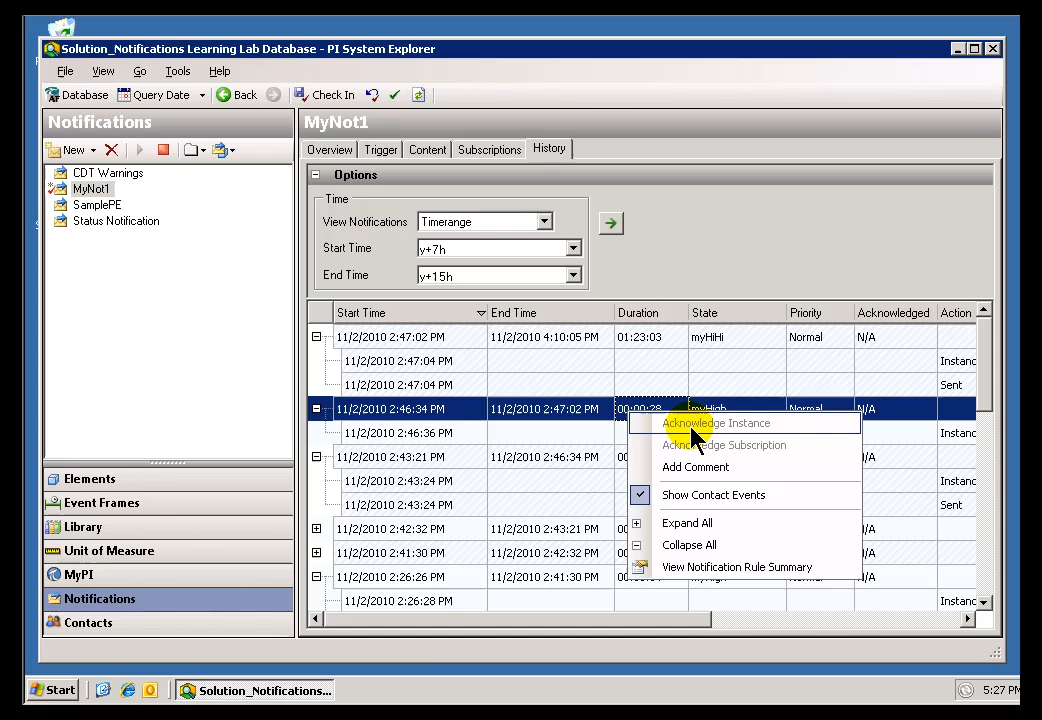 Solution_Notifications Learning Lab Database - PI System Explorer
File View Go Tools Help
Database Query Date Back Check In
Notifications
New
CDT Warnings
MyNot1
SamplePE
Status Notification
Elements
Event Frames
Library
Unit of Measure
MyPI
Notifications
Contacts
MyNot1
Overview Trigger Content Subscriptions History
Options
Time
View Notifications Timerange
Start Time y+7h
End Time y+15h
Start Time End Time Duration State Priority Acknowledged Action
11/2/2010 2:47:02 PM 11/2/2010 4:10:05 PM 01:23:03 myHiHi Normal N/A
11/2/2010 2:47:04 PM Instanc
11/2/2010 2:47:04 PM Sent
11/2/2010 2:46:34 PM 11/2/2010 2:47:02 PM 00:00:28 myHigh Normal N/A
11/2/2010 2:46:36 PM Instanc
11/2/2010 2:43:21 PM 11/2/2010 2:46:34 PM 00 /A
11/2/2010 2:43:24 PM Instanc
11/2/2010 2:43:24 PM Sent
11/2/2010 2:42:32 PM 11/2/2010 2:43:21 PM 00 /A
11/2/2010 2:41:30 PM 11/2/2010 2:42:32 PM 00 /A
11/2/2010 2:26:26 PM 11/2/2010 2:41:30 PM /A
11/2/2010 2:26:28 PM Instanc
Acknowledge Instance
Acknowledge Subscription
Add Comment
Show Contact Events
Expand All
Collapse All
View Notification Rule Summary
Start Solution_Notifications... 5:27 PM